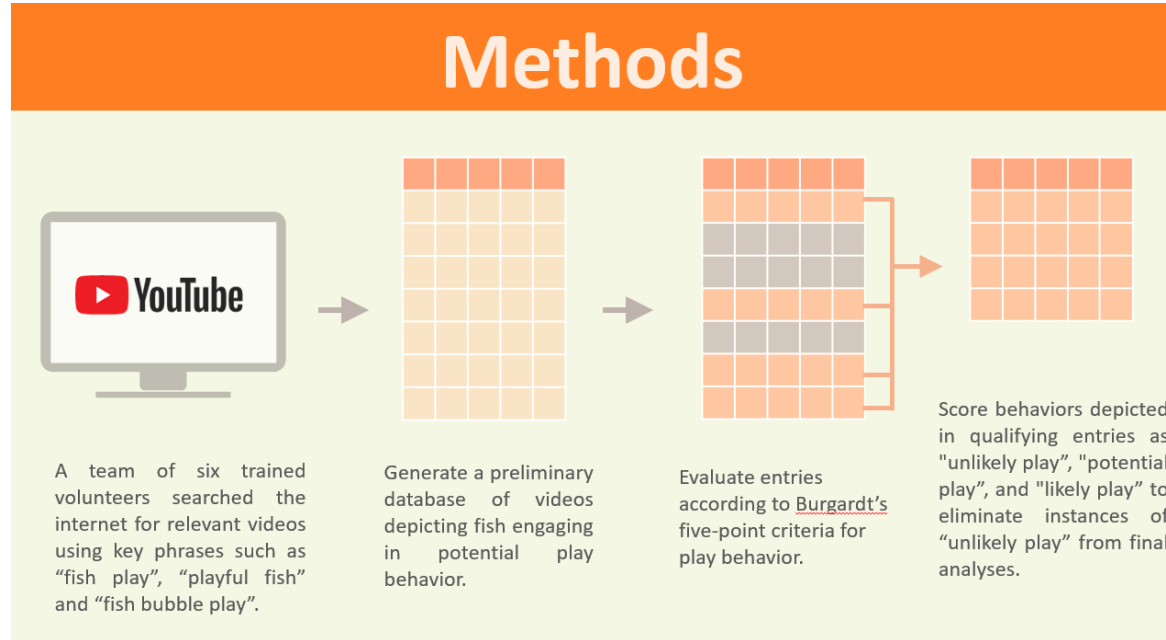 Methods
YouTube
A team of six trained
volunteers searched the
internet for relevant videos
using key phrases such as
“fish play”, “playful fish”
and “fish bubble play”.
Generate a preliminary
database of videos
depicting fish engaging
in potential play
behavior.
Evaluate entries
according to Burgardt’s
five-point criteria for
play behavior.
Score behaviors depicted
in qualifying entries as
"unlikely play”, "potential
play”, and "likely play” to
eliminate instances of
“unlikely play” from final
analyses.